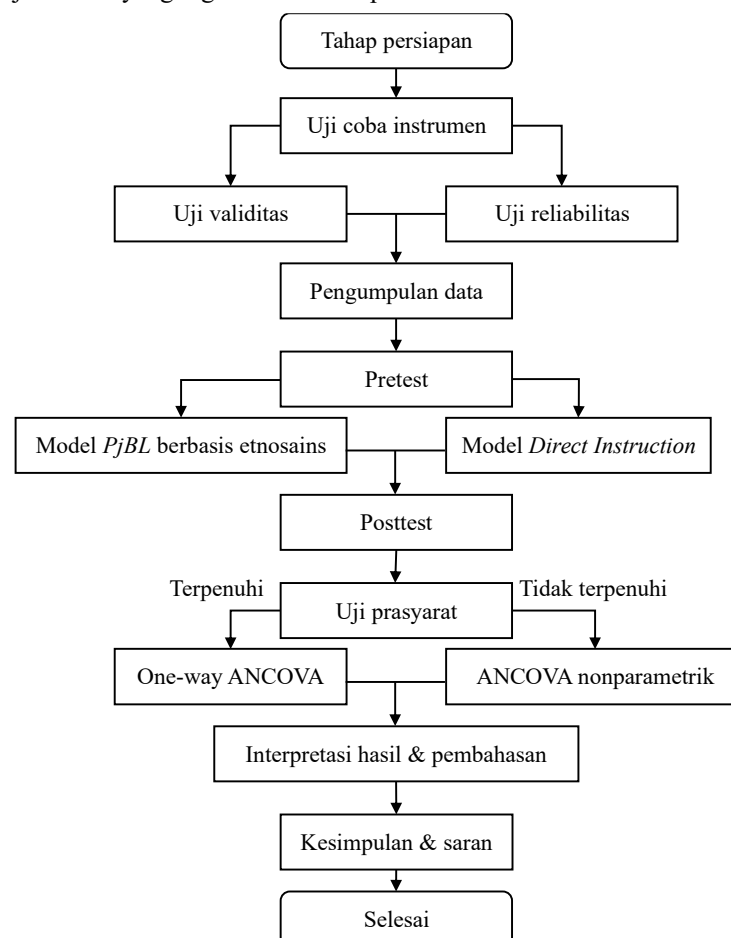 Tahap persiapan
Uji coba instrumen
Uji validitas
Uji reliabilitas
Pengumpulan data
Pretest
Model PjBL berbasis etnosains
Model Direct Instruction
Posttest
Terpenuhi
Tidak terpenuhi
Uji prasyarat
One-way ANCOVA
ANCOVA nonparametrik
Interpretasi hasil & pembahasan
Kesimpulan & saran
Selesai